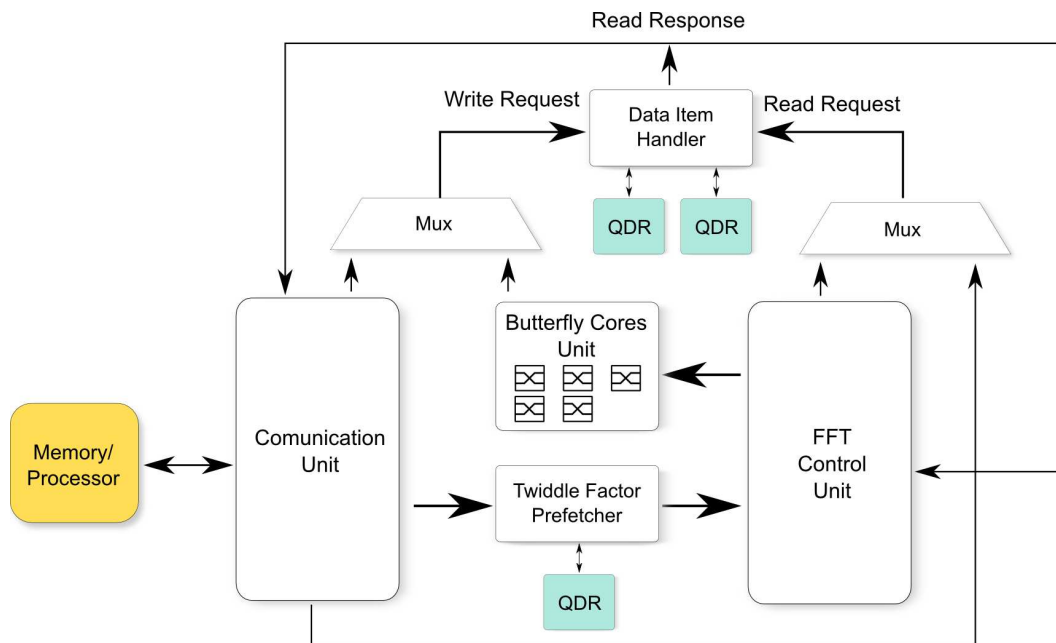 Read Response
Write Request
Data Item
Handler
Read Request
QDR
QDR
Mux
Mux
Butterfly Cores
Unit
Memory/
Processor
Comunication
Unit
FFT
Control
Unit
Twiddle Factor
Prefetcher
QDR